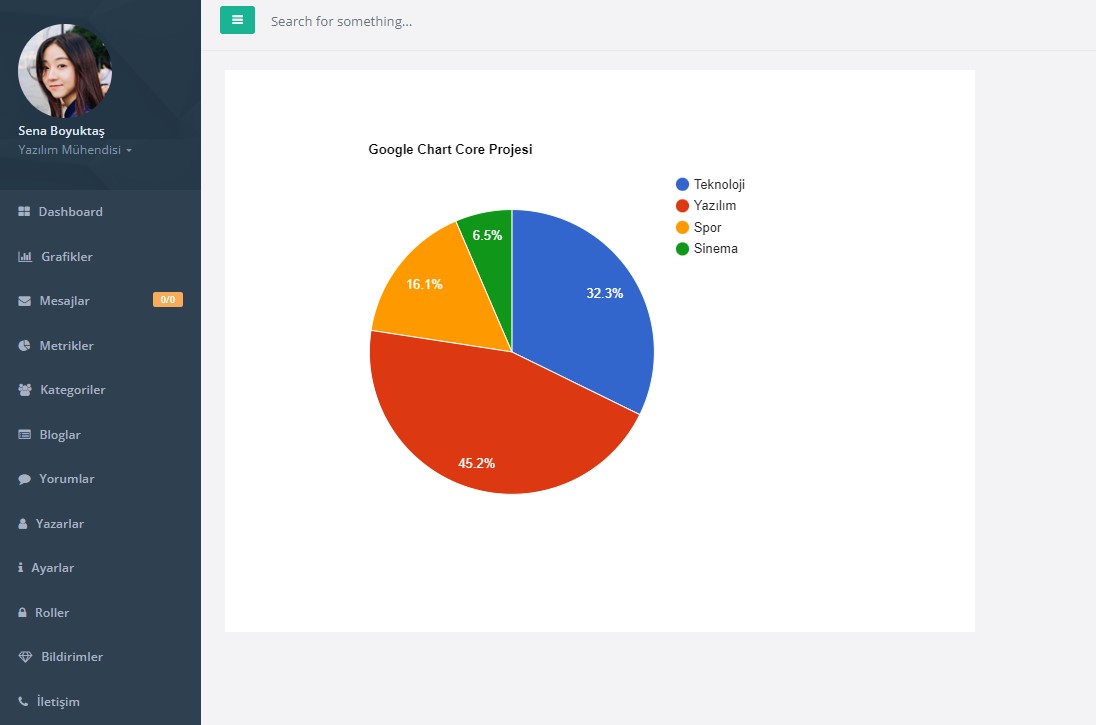 Sena Boyuktaş
Yazılım Mühendisi
Dashboard
Grafikler
Mesajlar 0/0
Metrikler
Kategoriler
Bloglar
Yorumlar
Yazarlar
Ayarlar
Roller
Bildirimler
İletişim
Search for something...
Google Chart Core Projesi
Teknoloji
Yazılım
Spor
Sinema
6.5%
16.1%
32.3%
45.2%